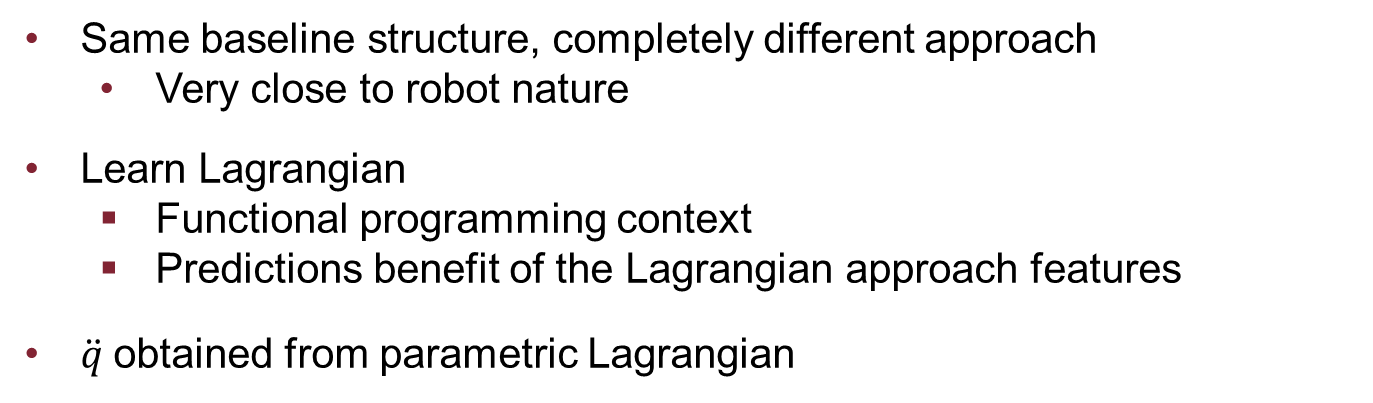 • Same baseline structure, completely different approach
• Very close to robot nature
• Learn Lagrangian
▪ Functional programming context
▪ Predictions benefit of the Lagrangian approach features
• q̈ obtained from parametric Lagrangian